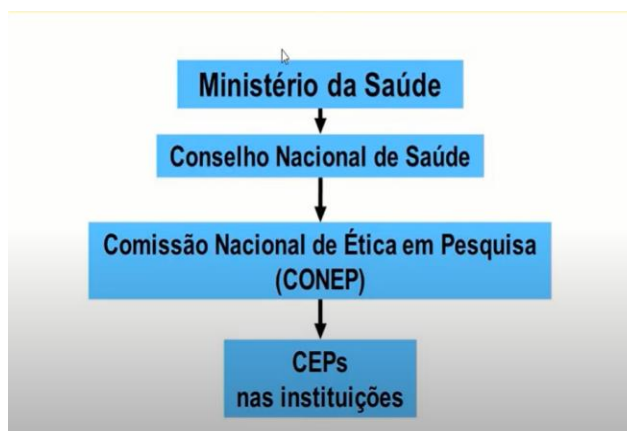 Ministério da Saúde
Conselho Nacional de Saúde
Comissão Nacional de Ética em Pesquisa
(CONEP)
CEPs
nas instituições